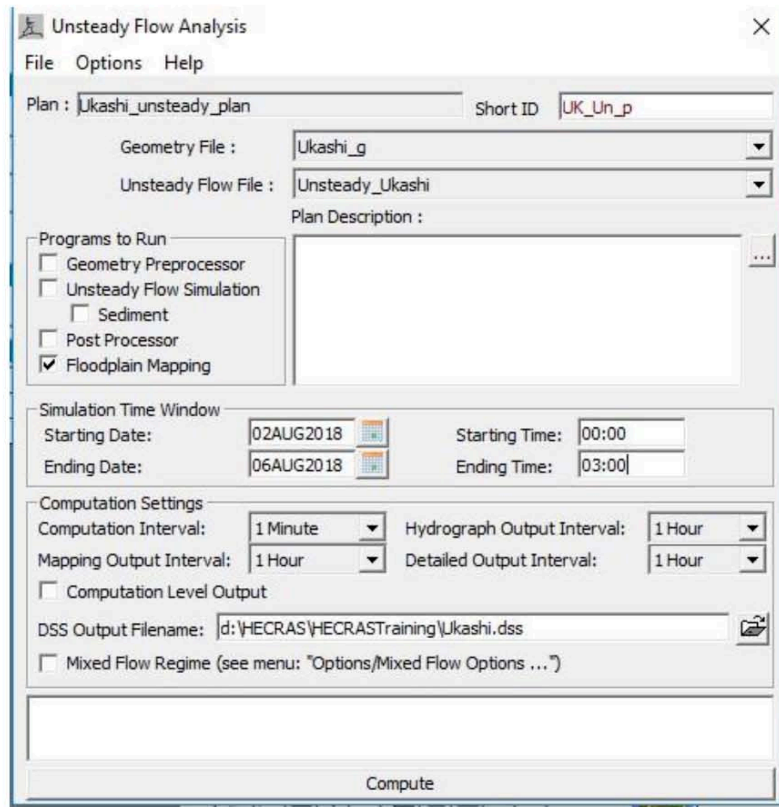 Unsteady Flow Analysis
File Options Help
Plan : Ukashi_unsteady_plan Short ID UK_Un_p
Geometry File : Ukashi_g
Unsteady Flow File : Unsteady_Ukashi
Plan Description :
Programs to Run
Geometry Preprocessor
Unsteady Flow Simulation
Sediment
Post Processor
Floodplain Mapping
...
Simulation Time Window
Starting Date: 02AUG2018 Starting Time: 00:00
Ending Date: 06AUG2018 Ending Time: 03:00
Computation Settings
Computation Interval: 1 Minute Hydrograph Output Interval: 1 Hour
Mapping Output Interval: 1 Hour Detailed Output Interval: 1 Hour
Computation Level Output
DSS Output Filename: d:\HECRAS\HECRASTraining\Ukashi.dss
Mixed Flow Regime (see menu: "Options/Mixed Flow Options ...")
Compute